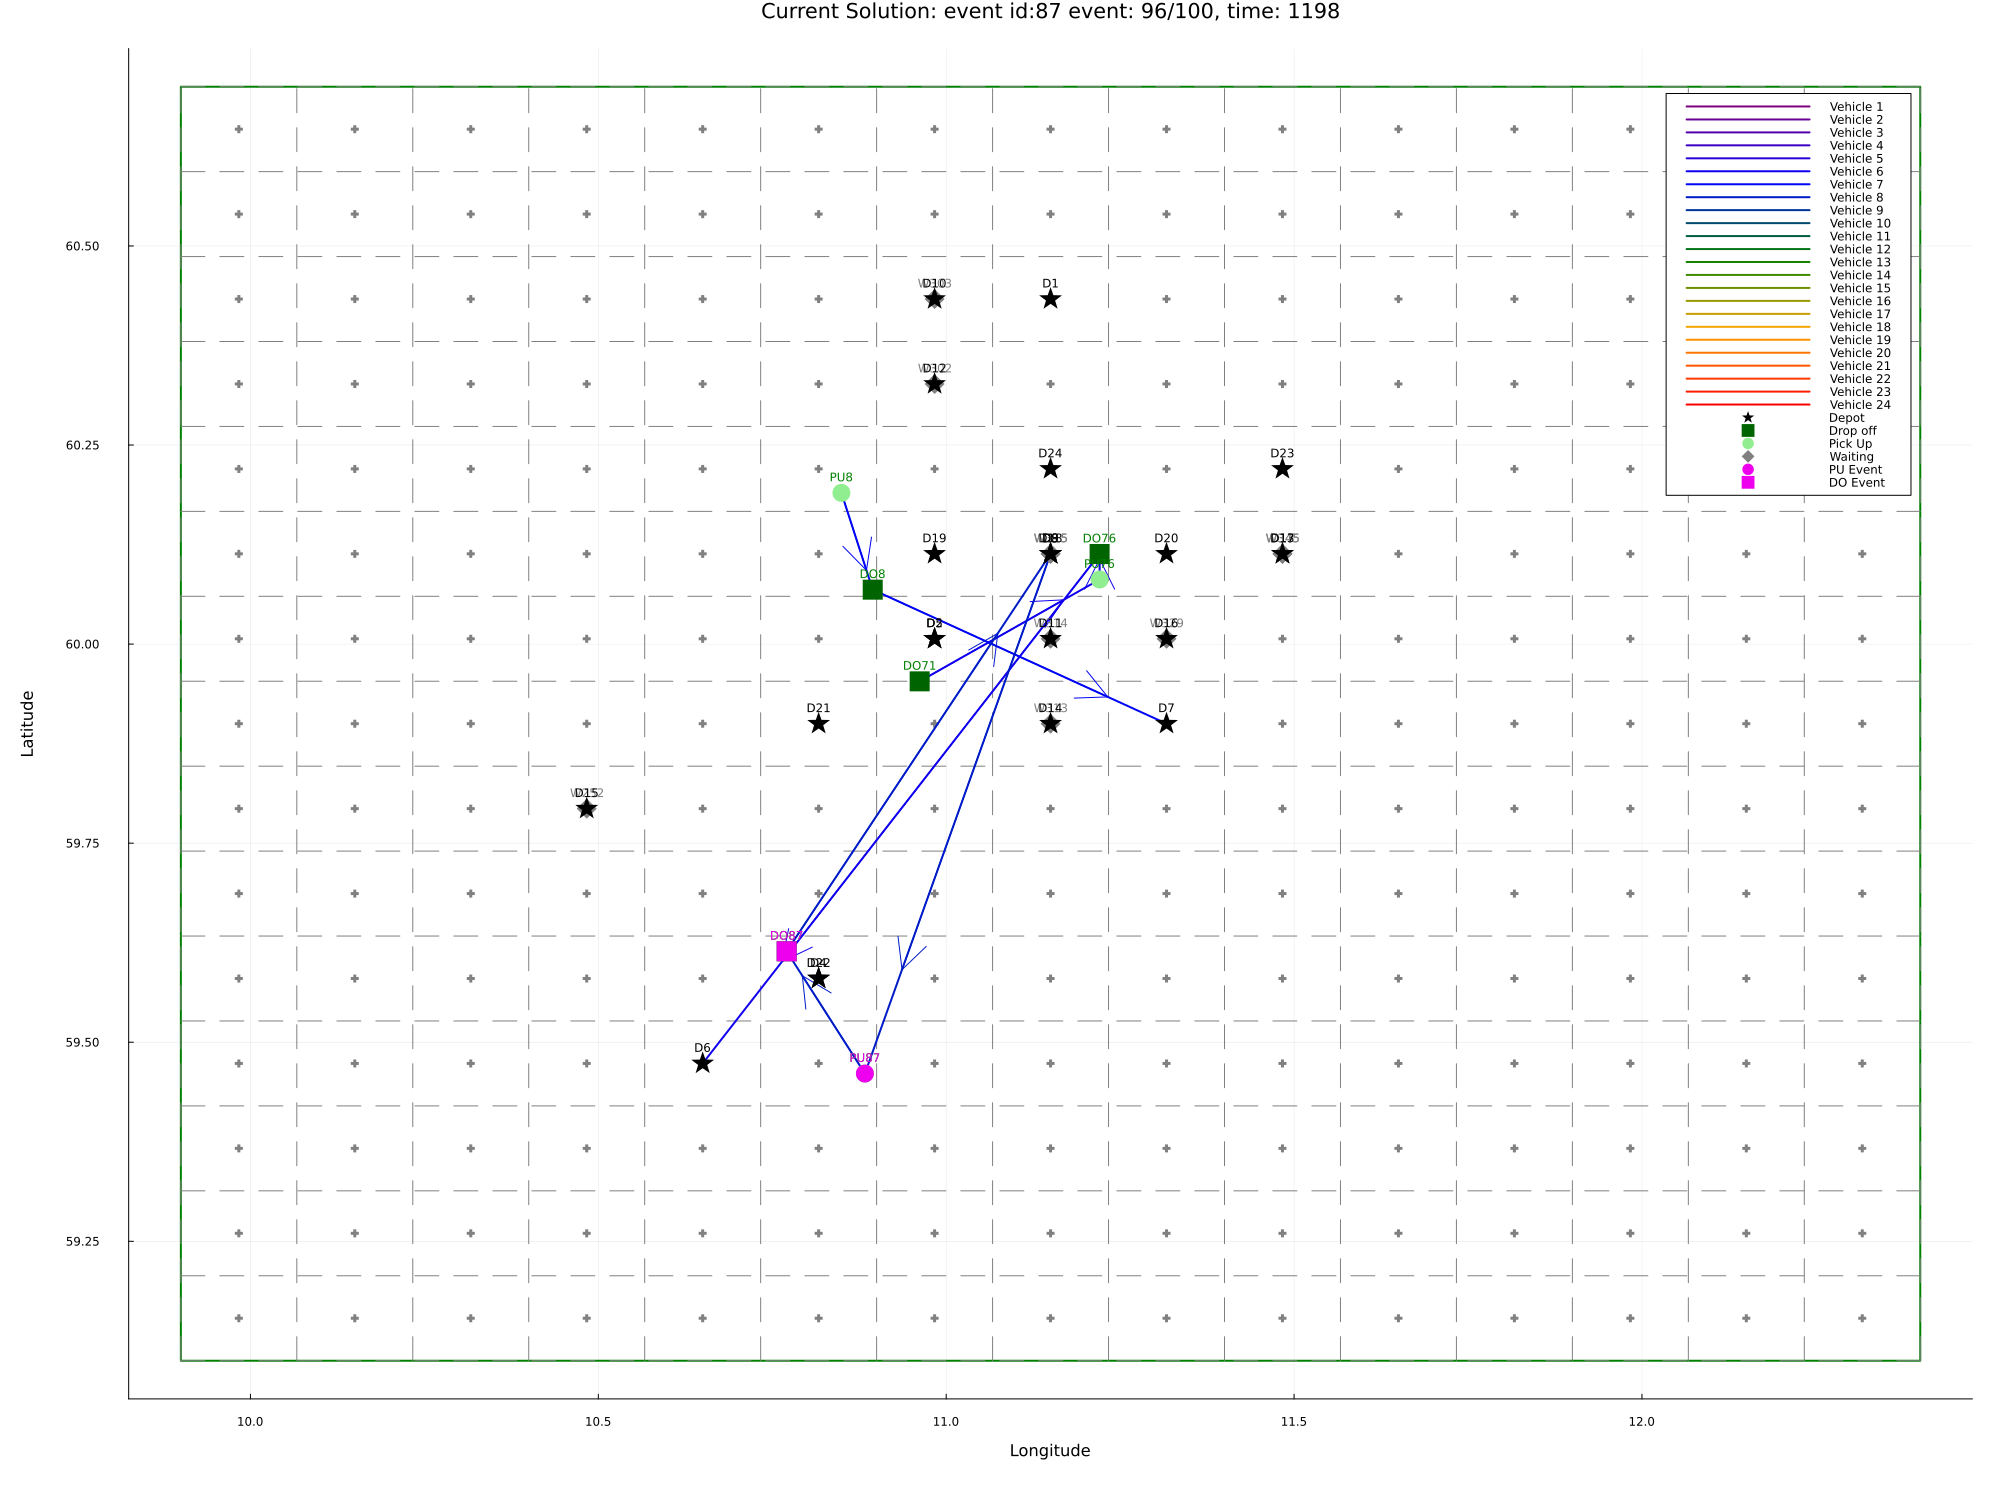 Current Solution: event id:87 event: 96/100, time: 1198
Vehicle 1
Vehicle 2
Vehicle 3
Vehicle 4
Vehicle 5
Vehicle 6
Vehicle 7
Vehicle 8
Vehicle 9
Vehicle 10
Vehicle 11
Vehicle 12
Vehicle 13
Vehicle 14
Vehicle 15
Vehicle 16
Vehicle 17
Vehicle 18
Vehicle 19
Vehicle 20
Vehicle 21
Vehicle 22
Vehicle 23
Vehicle 24
Depot
Drop off
Pick Up
Waiting
PU Event
DO Event
60.50
D10
D1
D12
60.25
D24
D23
PU8
D19
DO76
D20
DO8
60.00
D11
D16
DO71
D21
D14
D7
59.75
D15
DO87
D22
59.50
D6
PU87
59.25
10.0
10.5
11.0
11.5
12.0
Longitude
Latitude